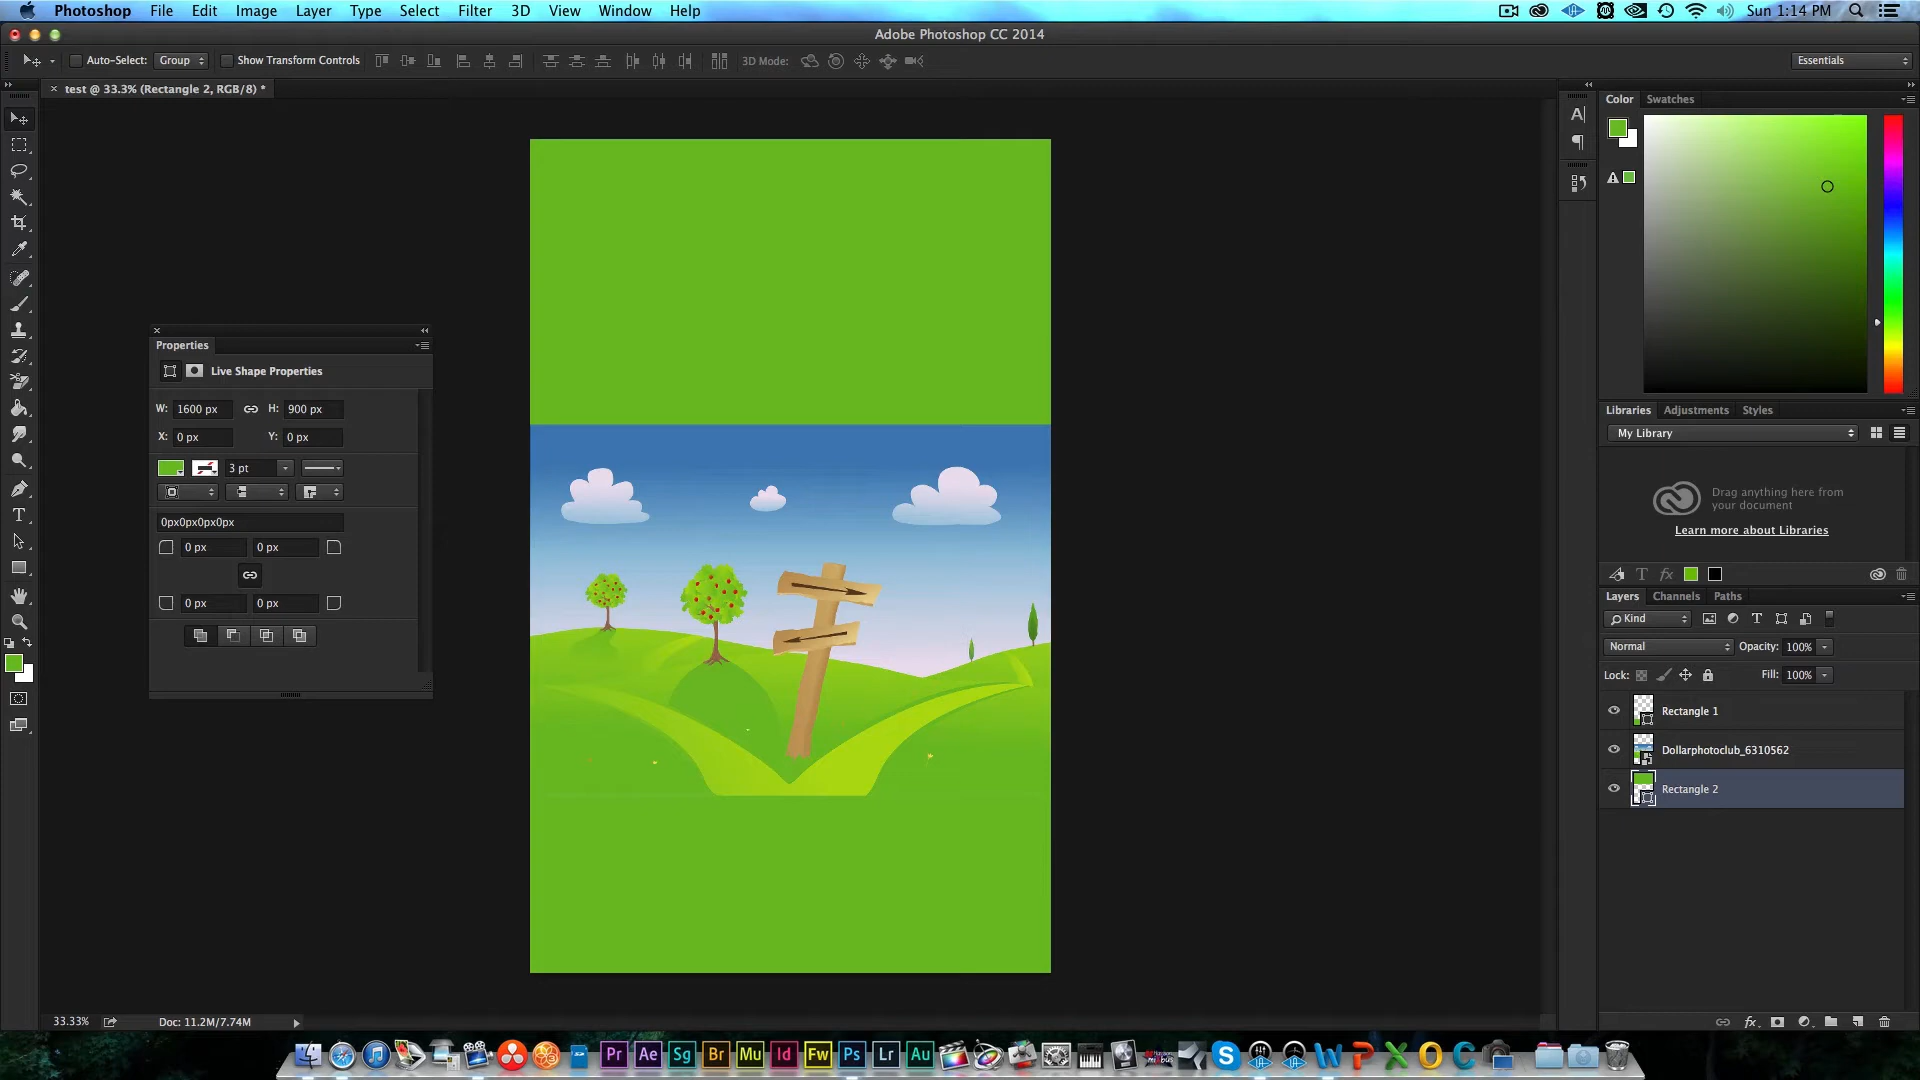 Photoshop File Edit Image Layer Type Select Filter 3D View Window Help Sun 1:14 PM
Adobe Photoshop CC 2014
Auto-Select: Group Show Transform Controls 3D Mode: Essentials
test @ 33.3% (Rectangle 2, RGB/8) *
Color Swatches
Properties
Live Shape Properties
W: 1600 px H: 900 px
X: 0 px Y: 0 px
3 pt
0px0px0px0px
0 px 0 px
0 px 0 px
Libraries Adjustments Styles
My Library
Drag anything here from
your document
Learn more about Libraries
Layers Channels Paths
Kind
Normal Opacity: 100%
Lock: Fill: 100%
Rectangle 1
Dollarphotoclub_6310562
Rectangle 2
33.33% Doc: 11.2M/7.74M
Pr Ae Sg Br Mu Id Fw Ps Lr Au